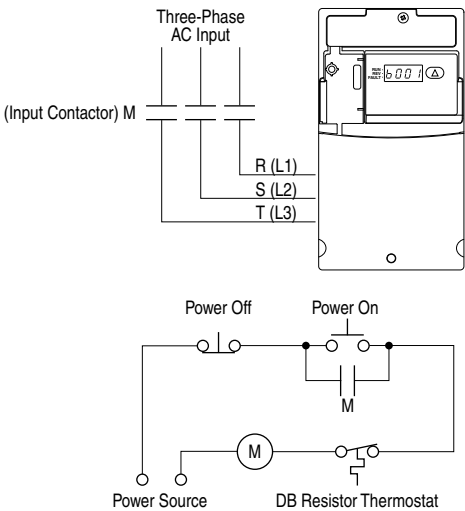 Three-Phase
AC Input
(Input Contactor) M
RUN
REV
FAULT
b001
R (L1)
S (L2)
T (L3)
Power Off
Power On
M
M
Power Source
DB Resistor Thermostat